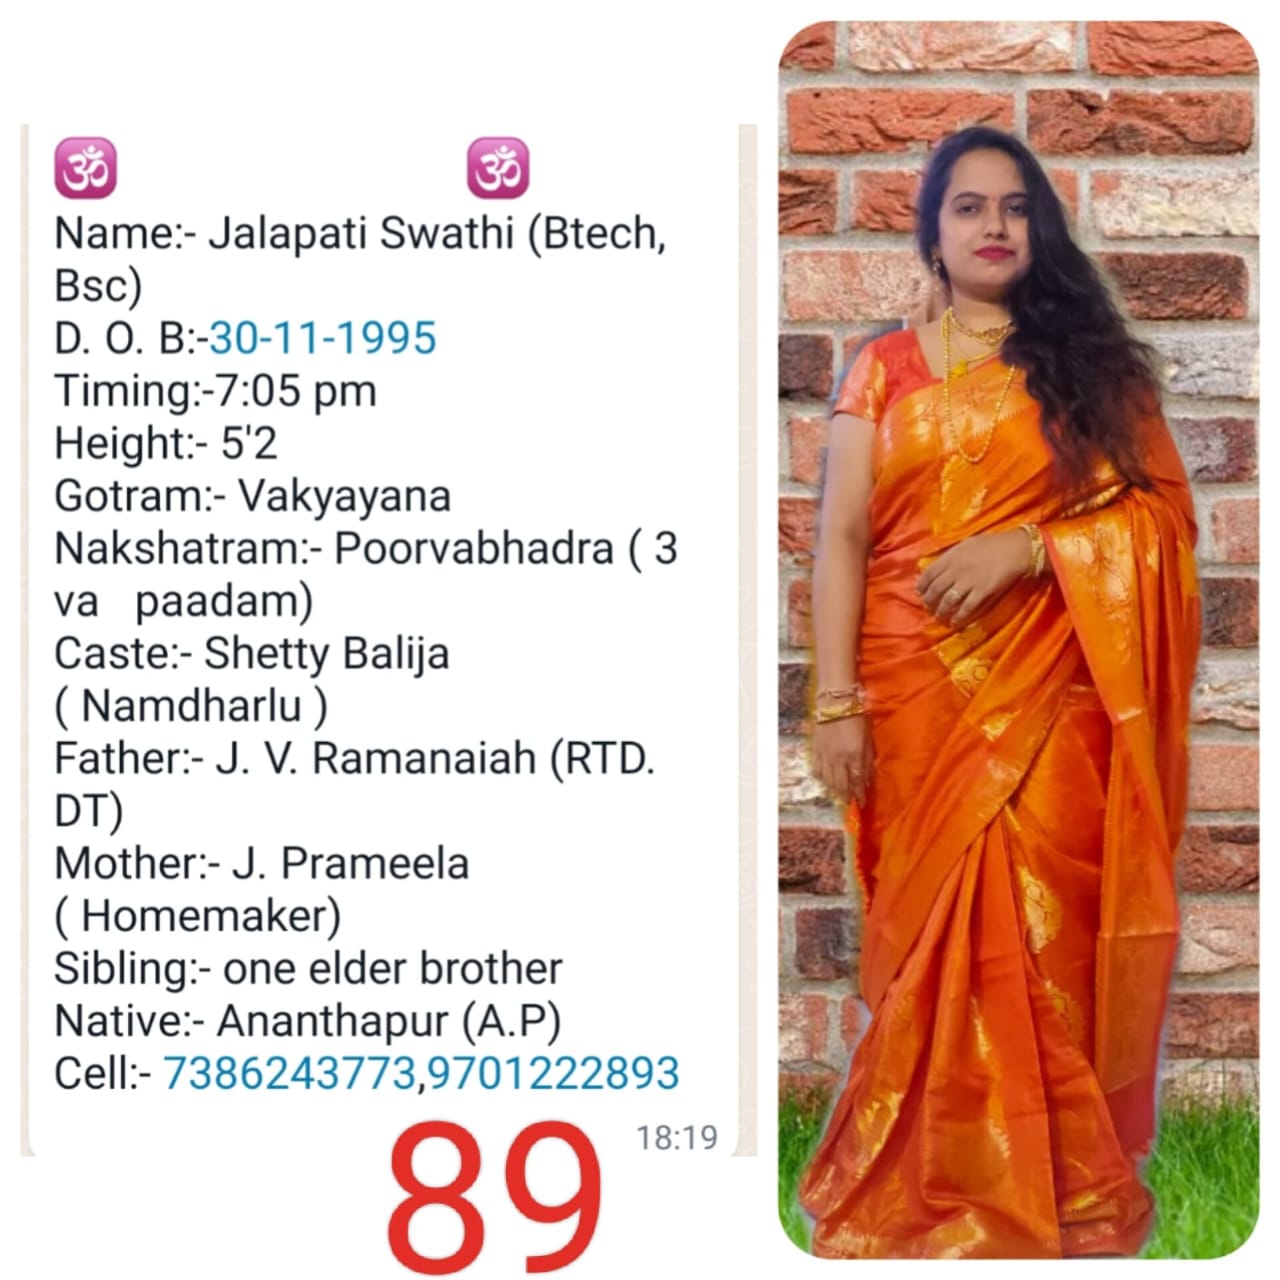 🕉 🕉
Name:- Jalapati Swathi (Btech,
Bsc)
D. O. B:-30-11-1995
Timing:-7:05 pm
Height:- 5'2
Gotram:- Vakyayana
Nakshatram:- Poorvabhadra ( 3
va   paadam)
Caste:- Shetty Balija
( Namdharlu )
Father:- J. V. Ramanaiah (RTD.
DT)
Mother:- J. Prameela
( Homemaker)
Sibling:- one elder brother
Native:- Ananthapur (A.P)
Cell:- 7386243773,9701222893
18:19
89